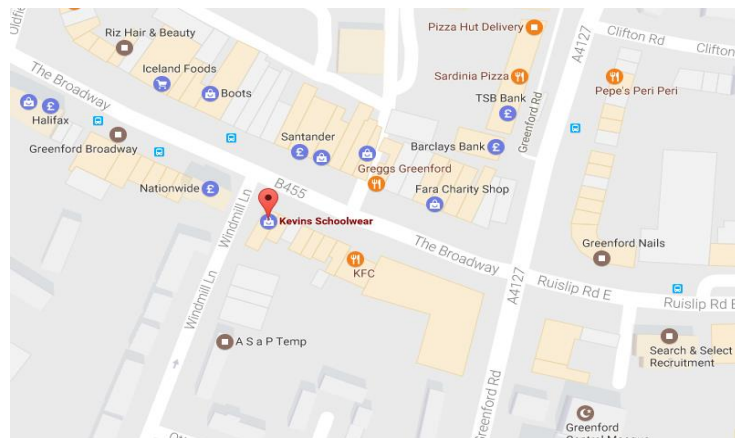 Pizza Hut Delivery
Clifton Rd
Clifton
Riz Hair & Beauty
Iceland Foods
Boots
Sardinia Pizza
A4127
Pepe's Peri Peri
TSB Bank
The Broadway
Halifax
Greenford Broadway
Santander
Barclays Bank
Greenford Rd
Greggs Greenford
Nationwide
B455
Fara Charity Shop
Windmill Ln
Kevins Schoolwear
The Broadway
KFC
Greenford Nails
A4127
Ruislip Rd E
Ruislip Rd E
Windmill Ln
A S a P Temp
Search & Select
Recruitment
Greenford Rd
Greenford